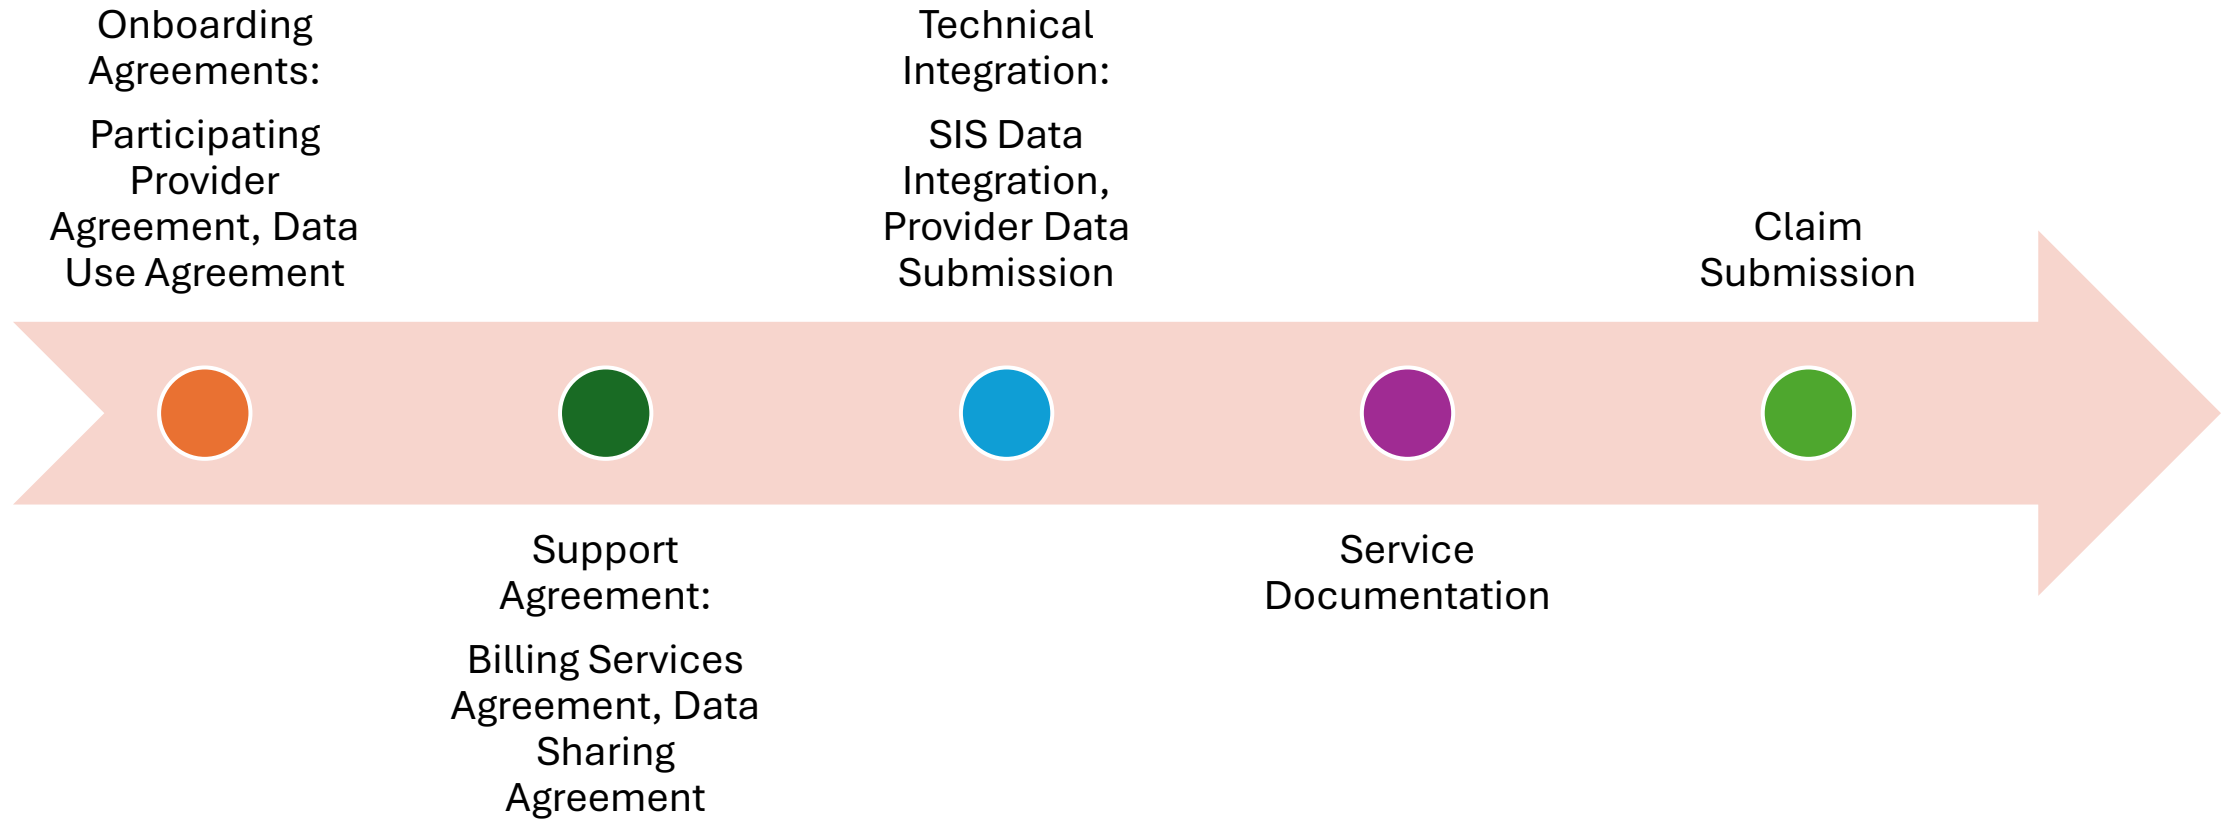 Onboarding
Agreements:
Participating
Provider
Agreement, Data
Use Agreement
Support
Agreement:
Billing Services
Agreement, Data
Sharing
Agreement
Technical
Integration:
SIS Data
Integration,
Provider Data
Submission
Service
Documentation
Claim
Submission